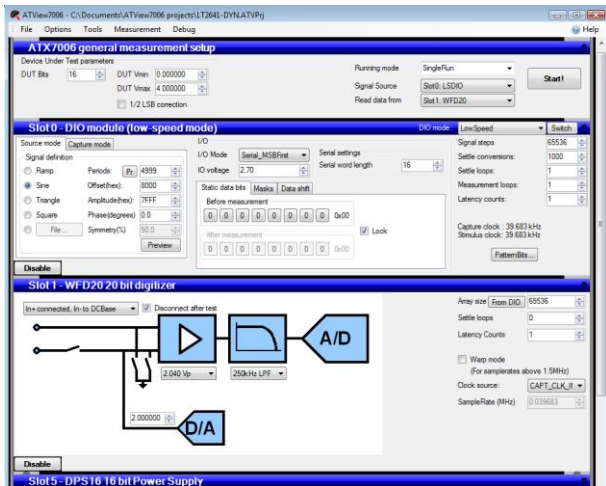 ATView7006 - C:\Documents\ATView7006 projects\LT2641-DYN.ATVPrj
File Options Tools Measurement Debug Help
ATX7006 general measurement setup
Device Under Test parameters
DUT Bits 16 DUT Vmin 0.000000
DUT Vmax 4.000000
1/2 LSB correction
Running mode SingleRun
Signal Source Slot0: LSDIO
Read data from Slot1: WFD20
Start!
Slot 0 - DIO module (low-speed mode) DIO mode: LowSpeed Switch
Source mode Capture mode
Signal definition
Ramp Periods: Pr 4999
Sine Offset(hex): 8000
Triangle Amplitude(hex): 7FFF
Square Phase(degrees) 0.0
File... Symmetry(%) 50.0
Preview
I/O
I/O Mode Serial_MSBFirst
IO voltage 2.70
Serial settings
Serial word length 16
Static data bits Masks Data shift
Before measurement
0 0 0 0 0 0 0 0 0x00
After measurement
0 0 0 0 0 0 0 0 0x00
Lock
Signal steps 65536
Settle conversions: 1000
Settle loops: 1
Measurement loops: 1
Latency counts: 1
Capture clock : 39.683 kHz
Stimulus clock: 39.683 kHz
PatternBits...
Disable
Slot 1 - WFD20 20 bit digitizer
In+ connected, In- to DCBase Disconnect after test
A/D
2.040 Vp 250kHz LPF
2.000000
D/A
Array size From DIO 65536
Settle loops 0
Latency Counts 1
Warp mode
(For samplerates above 1.5MHz)
Clock source: CAPT_CLK_II
SampleRate (MHz) 0.039683
Disable
Slot 5 - DPS16 16 bit Power Supply